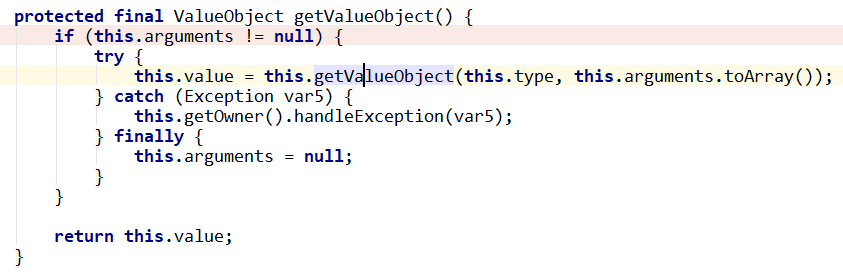 protected final ValueObject getValueObject() {
    if (this.arguments != null) {
        try {
            this.value = this.getValueObject(this.type, this.arguments.toArray());
        } catch (Exception var5) {
            this.getOwner().handleException(var5);
        } finally {
            this.arguments = null;
        }
    }

    return this.value;
}